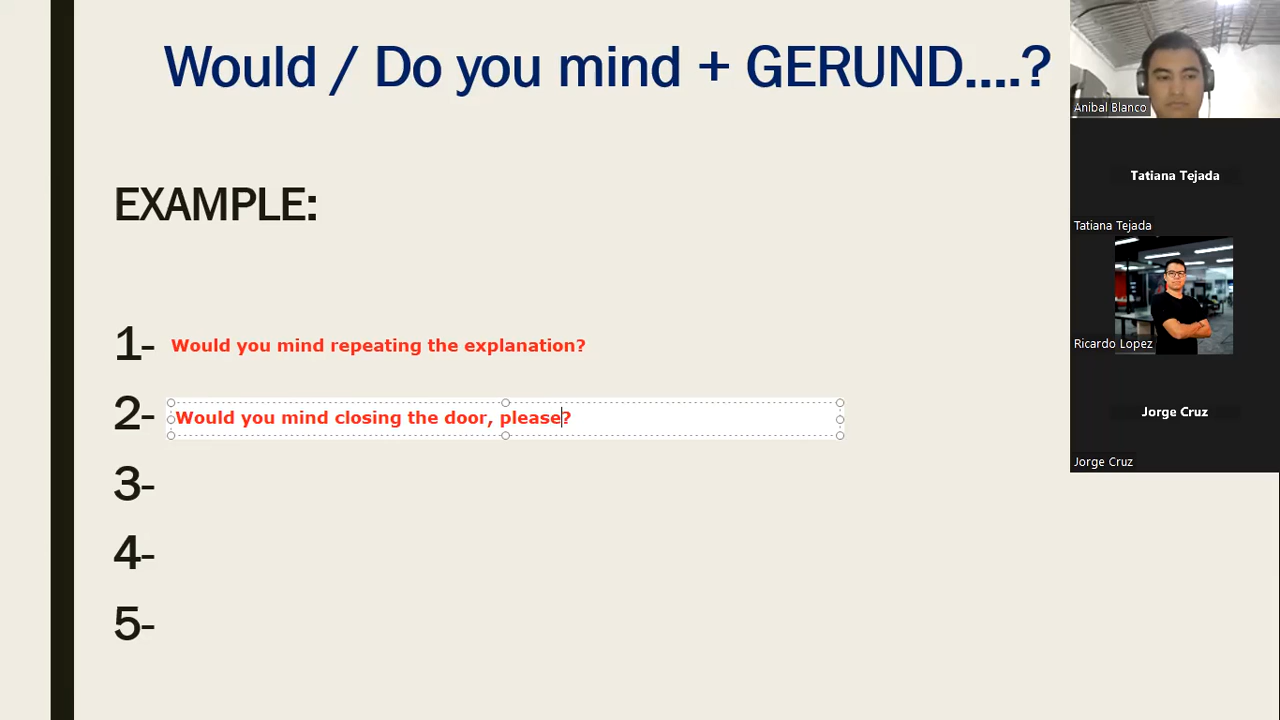 Would / Do you mind + GERUND....?
EXAMPLE:
1- Would you mind repeating the explanation?
2- Would you mind closing the door, please?
3-
4-
5-
Anibal Blanco
Tatiana Tejada
Tatiana Tejada
Ricardo Lopez
Jorge Cruz
Jorge Cruz